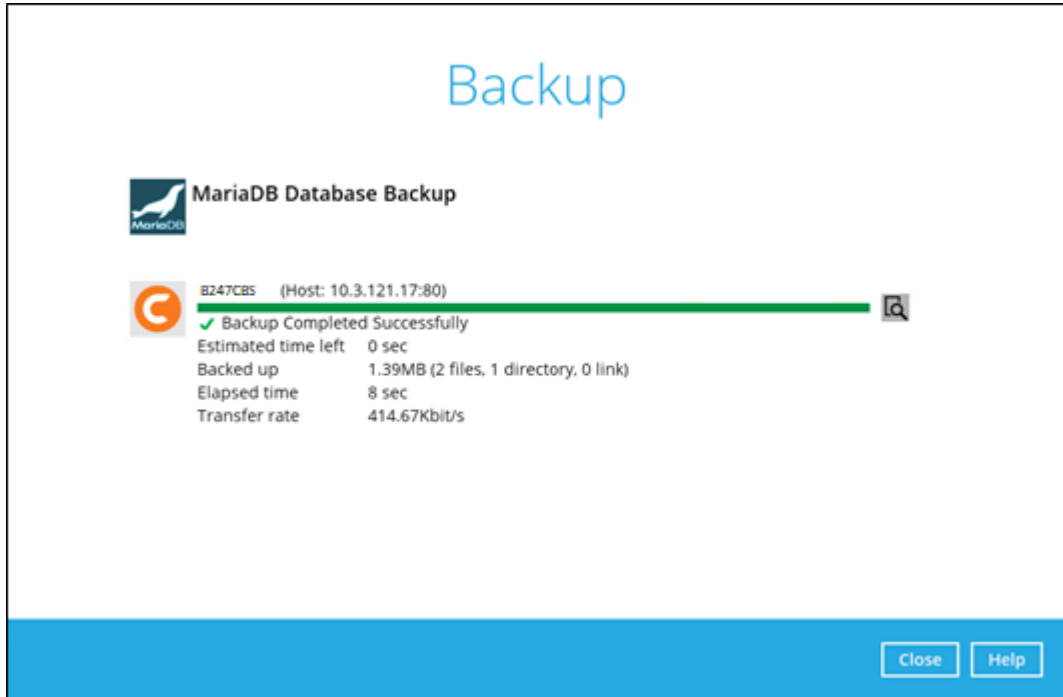 Backup
MariaDB Database Backup
MariaDB
B247CBS (Host: 10.3.121.17:80)
C
Backup Completed Successfully
Estimated time left 0 sec
Backed up 1.39MB (2 files, 1 directory, 0 link)
Elapsed time 8 sec
Transfer rate 414.67Kbit/s
Close Help